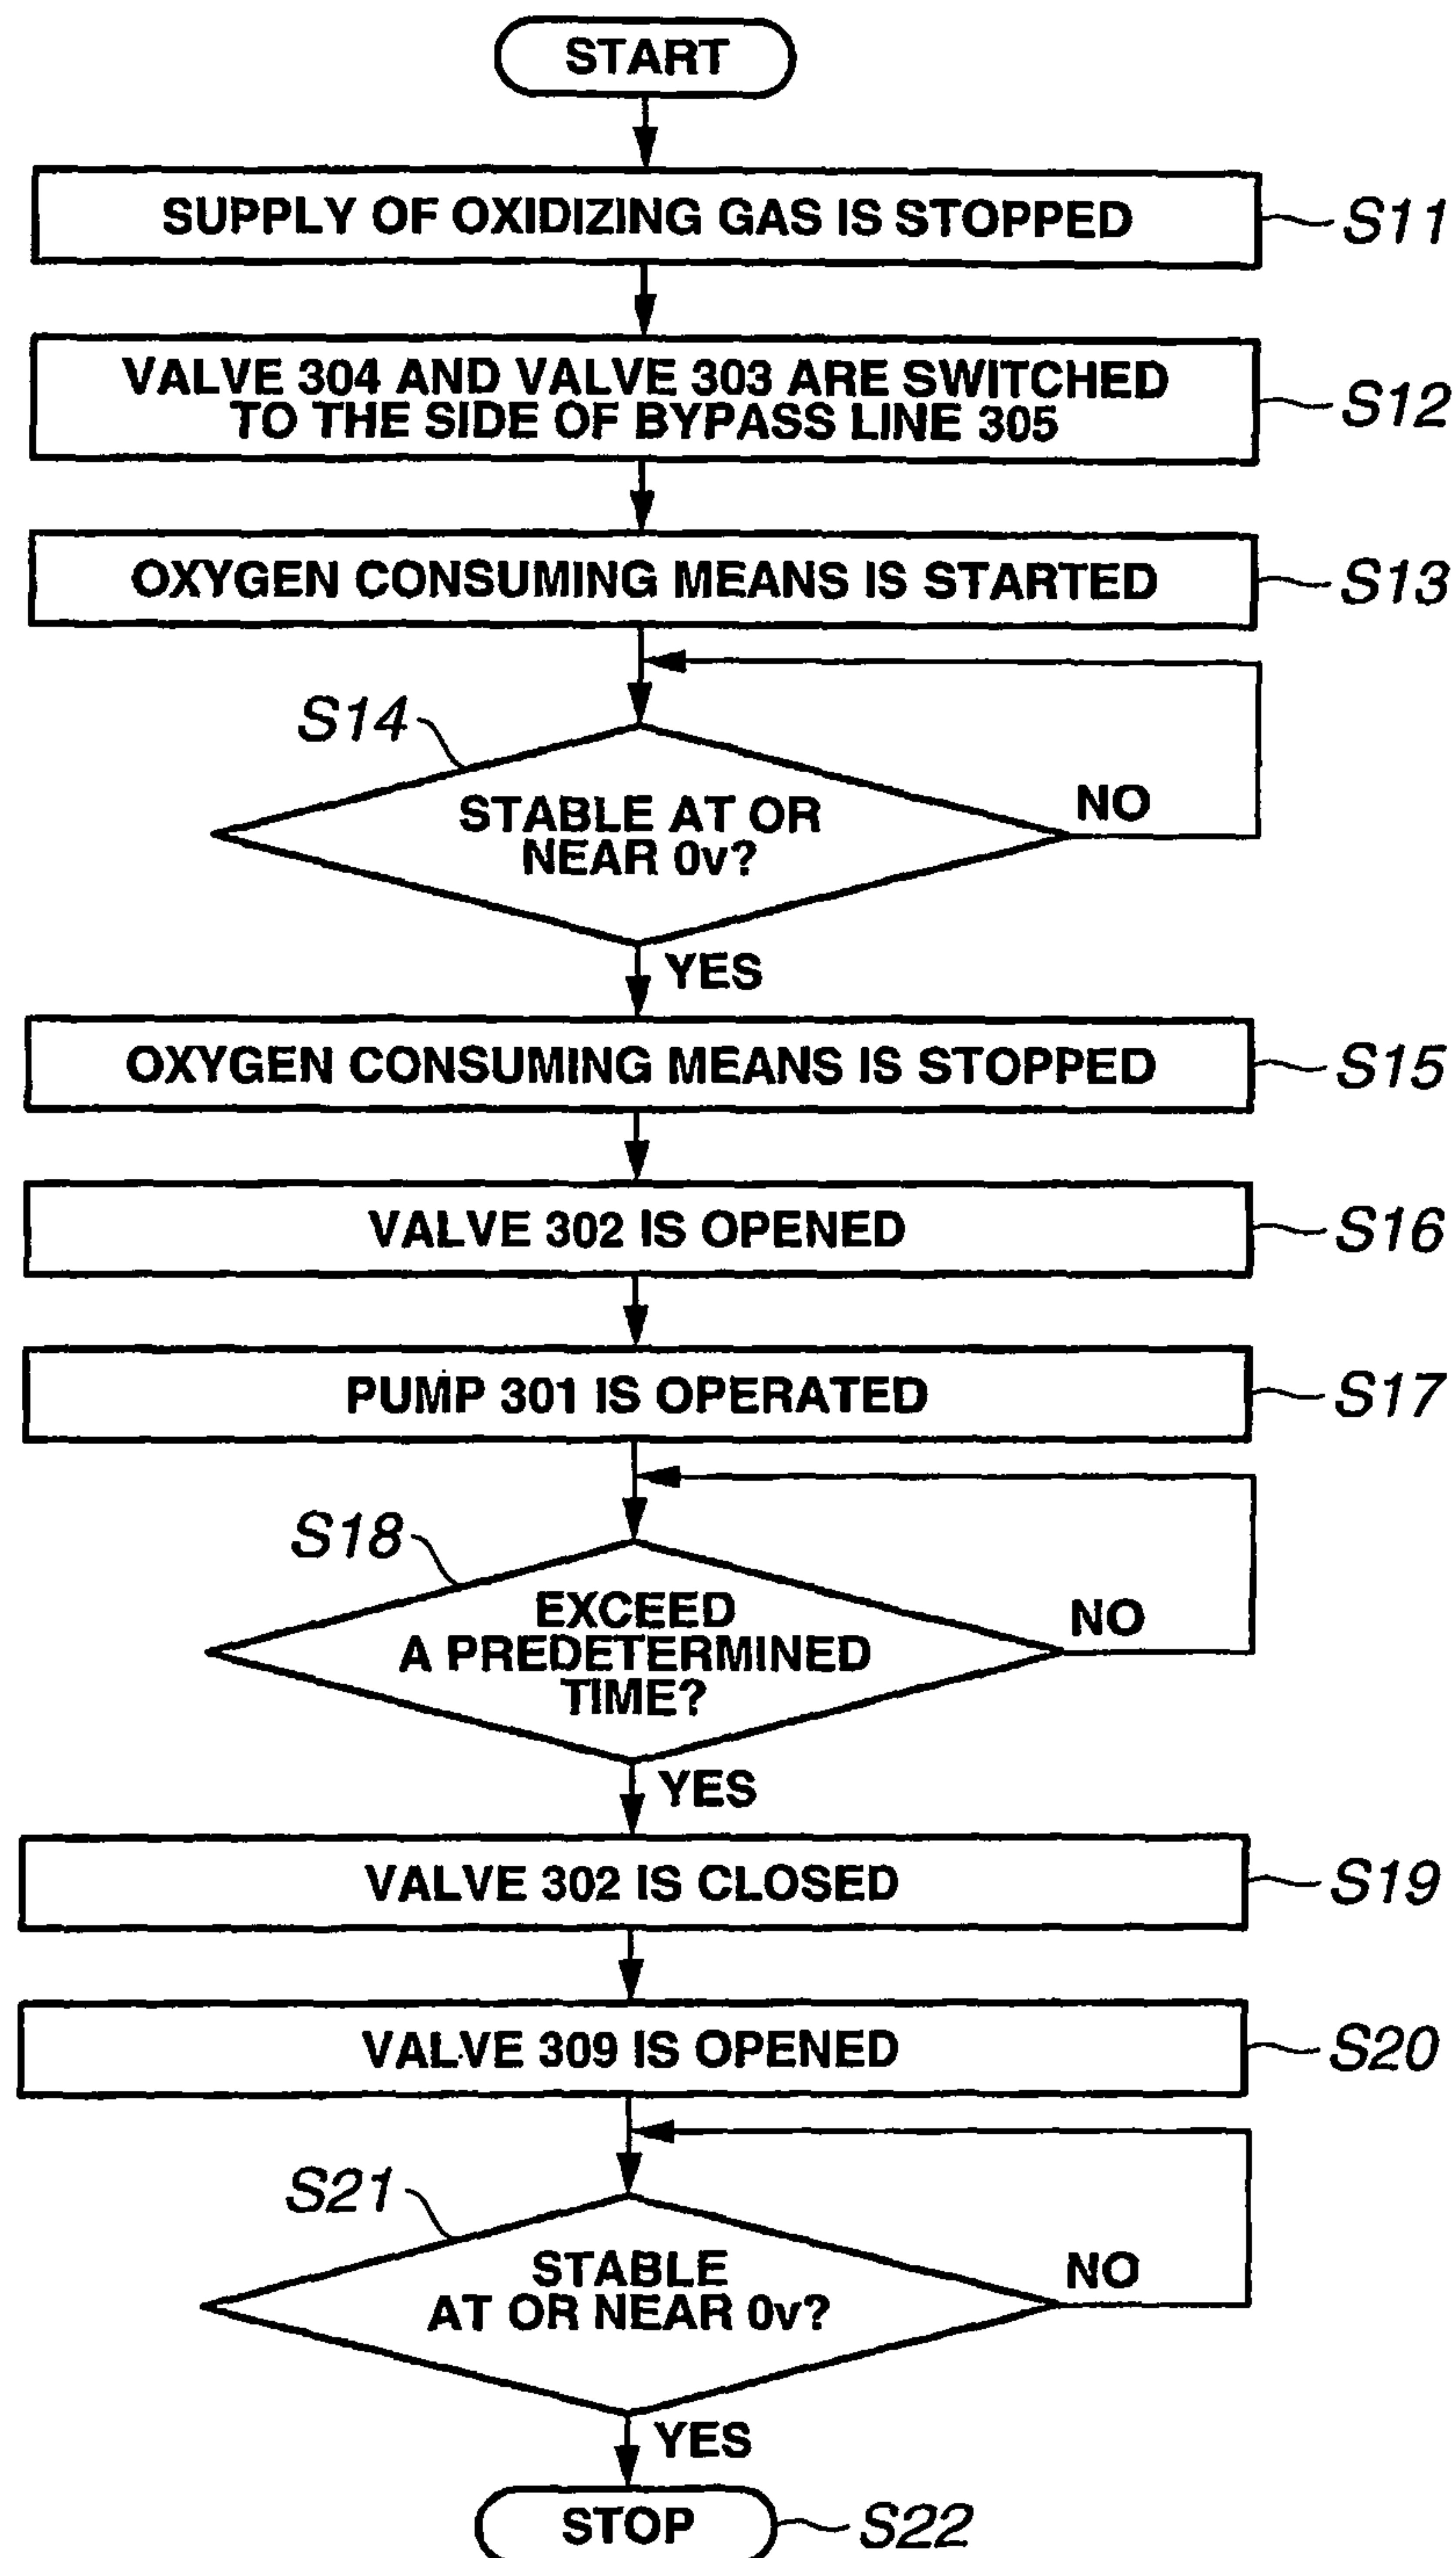 START
SUPPLY OF OXIDIZING GAS IS STOPPED
S11
VALVE 304 AND VALVE 303 ARE SWITCHED
TO THE SIDE OF BYPASS LINE 305
S12
OXYGEN CONSUMING MEANS IS STARTED
S13
S14
STABLE AT OR
NEAR 0v?
NO
YES
OXYGEN CONSUMING MEANS IS STOPPED
S15
VALVE 302 IS OPENED
S16
PUMP 301 IS OPERATED
S17
S18
EXCEED
A PREDETERMINED
TIME?
NO
YES
VALVE 302 IS CLOSED
S19
VALVE 309 IS OPENED
S20
S21
STABLE
AT OR NEAR 0v?
NO
YES
STOP
S22